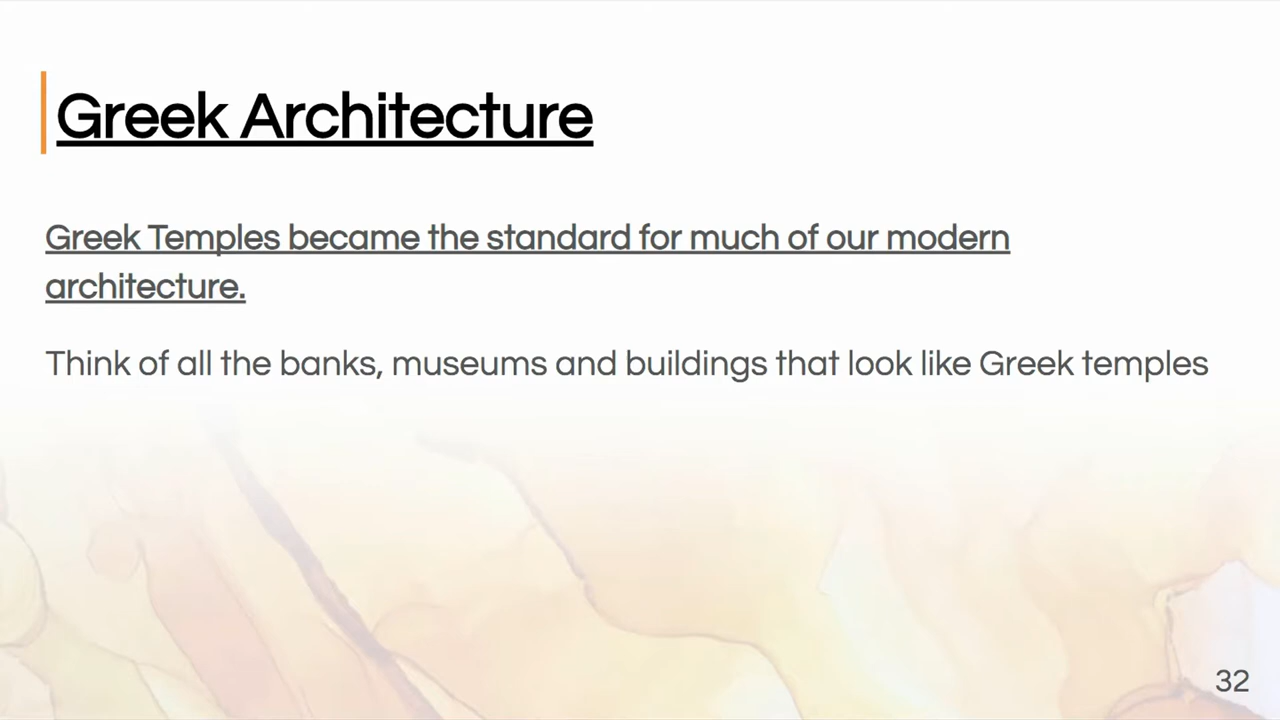 Greek Architecture
Greek Temples became the standard for much of our modern
architecture.
Think of all the banks, museums and buildings that look like Greek temples
32